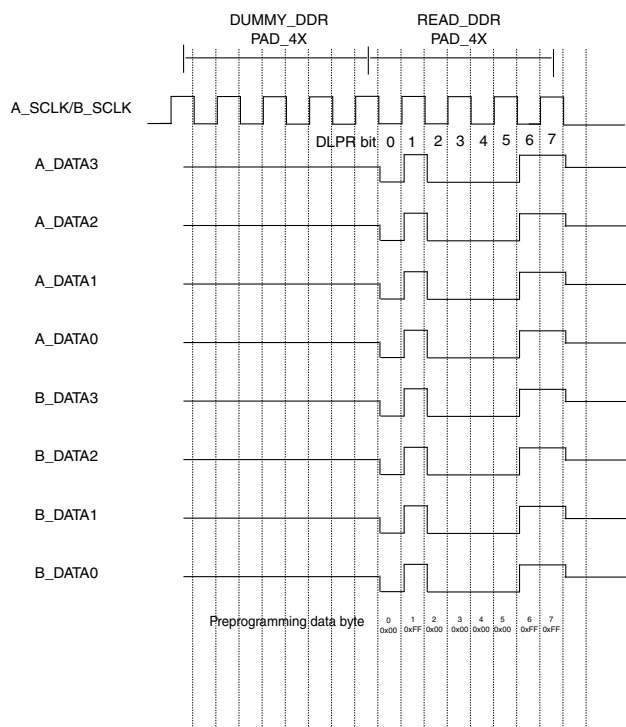 DUMMY_DDR READ_DDR
PAD_4X PAD_4X
A_SCLK/B_SCLK
DLPR bit 0 1 2 3 4 5 6 7
A_DATA3
A_DATA2
A_DATA1
A_DATA0
B_DATA3
B_DATA2
B_DATA1
B_DATA0
Preprogramming data byte 0 1 2 3 4 5 6 7
0x00 0xFF 0x00 0x00 0x00 0x00 0xFF 0xFF